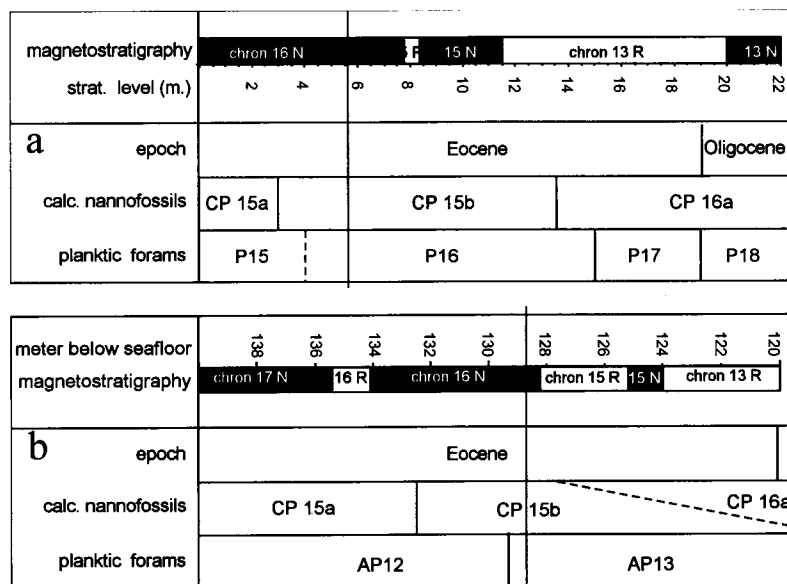 magnetostratigraphy chron 16 N 5 R 15 N chron 13 R 13 N
strat. level (m.) 2 4 6 8 10 12 14 16 18 20 22
a epoch Eocene Oligocene
calc. nannofossils CP 15a CP 15b CP 16a
planktic forams P15 P16 P17 P18
meter below seafloor 138 136 134 132 130 128 126 124 122 120
magnetostratigraphy chron 17 N 16 R chron 16 N chron 15 R 15 N chron 13 R
b epoch Eocene
calc. nannofossils CP 15a CP 15b CP 16a
planktic forams AP12 AP13